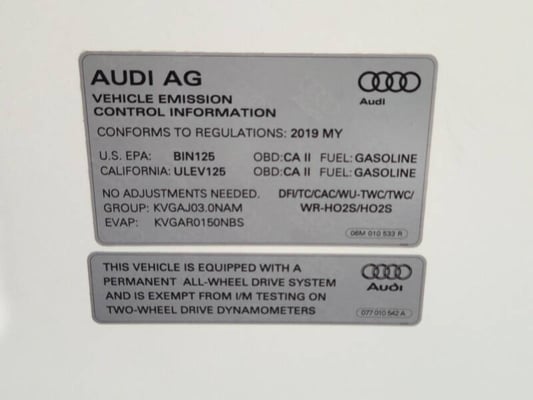 AUDI AG
Audi
VEHICLE EMISSION
CONTROL INFORMATION
CONFORMS TO REGULATIONS: 2019 MY
U.S. EPA: BIN125 OBD: CA II FUEL: GASOLINE
CALIFORNIA: ULEV125 OBD: CA II FUEL: GASOLINE
NO ADJUSTMENTS NEEDED. DFI/TC/CAC/WU-TWC/TWC/
GROUP: KVGAJ03.0NAM WR-HO2S/HO2S
EVAP: KVGAR0150NBS
06M 010 533 R
THIS VEHICLE IS EQUIPPED WITH A
PERMANENT ALL-WHEEL DRIVE SYSTEM
AND IS EXEMPT FROM I/M TESTING ON
TWO-WHEEL DRIVE DYNAMOMETERS
Audi
077 010 542 A